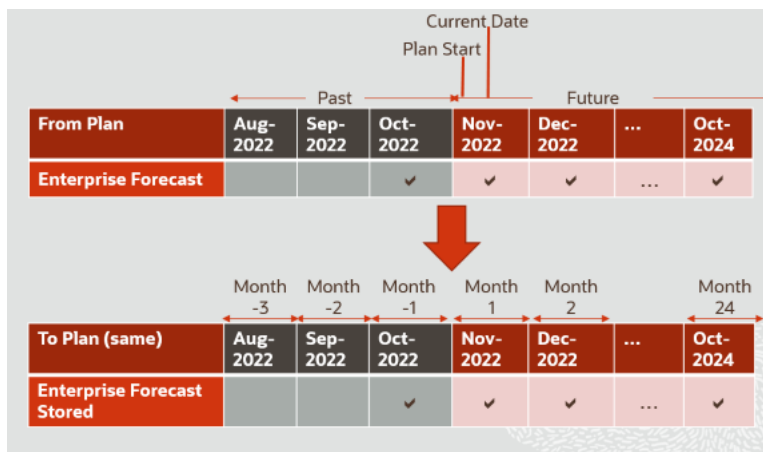 Current Date
Plan Start
Past
Future
From Plan
Aug-
2022
Sep-
2022
Oct-
2022
Nov-
2022
Dec-
2022
...
Oct-
2024
Enterprise Forecast
✓ ✓ ✓ ... ✓
Month
-3
Month
-2
Month
-1
Month
1
Month
2
Month
24
To Plan (same)
Aug-
2022
Sep-
2022
Oct-
2022
Nov-
2022
Dec-
2022
...
Oct-
2024
Enterprise Forecast
Stored
✓ ✓ ✓ ... ✓